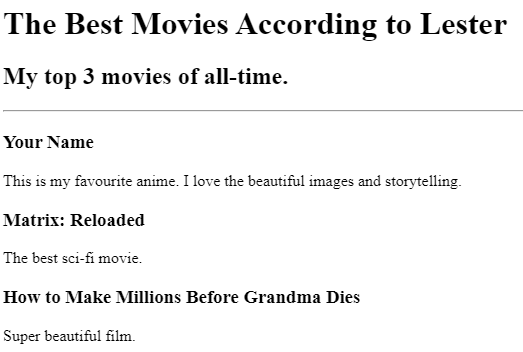 The Best Movies According to Lester
My top 3 movies of all-time.
Your Name
This is my favourite anime. I love the beautiful images and storytelling.
Matrix: Reloaded
The best sci-fi movie.
How to Make Millions Before Grandma Dies
Super beautiful film.